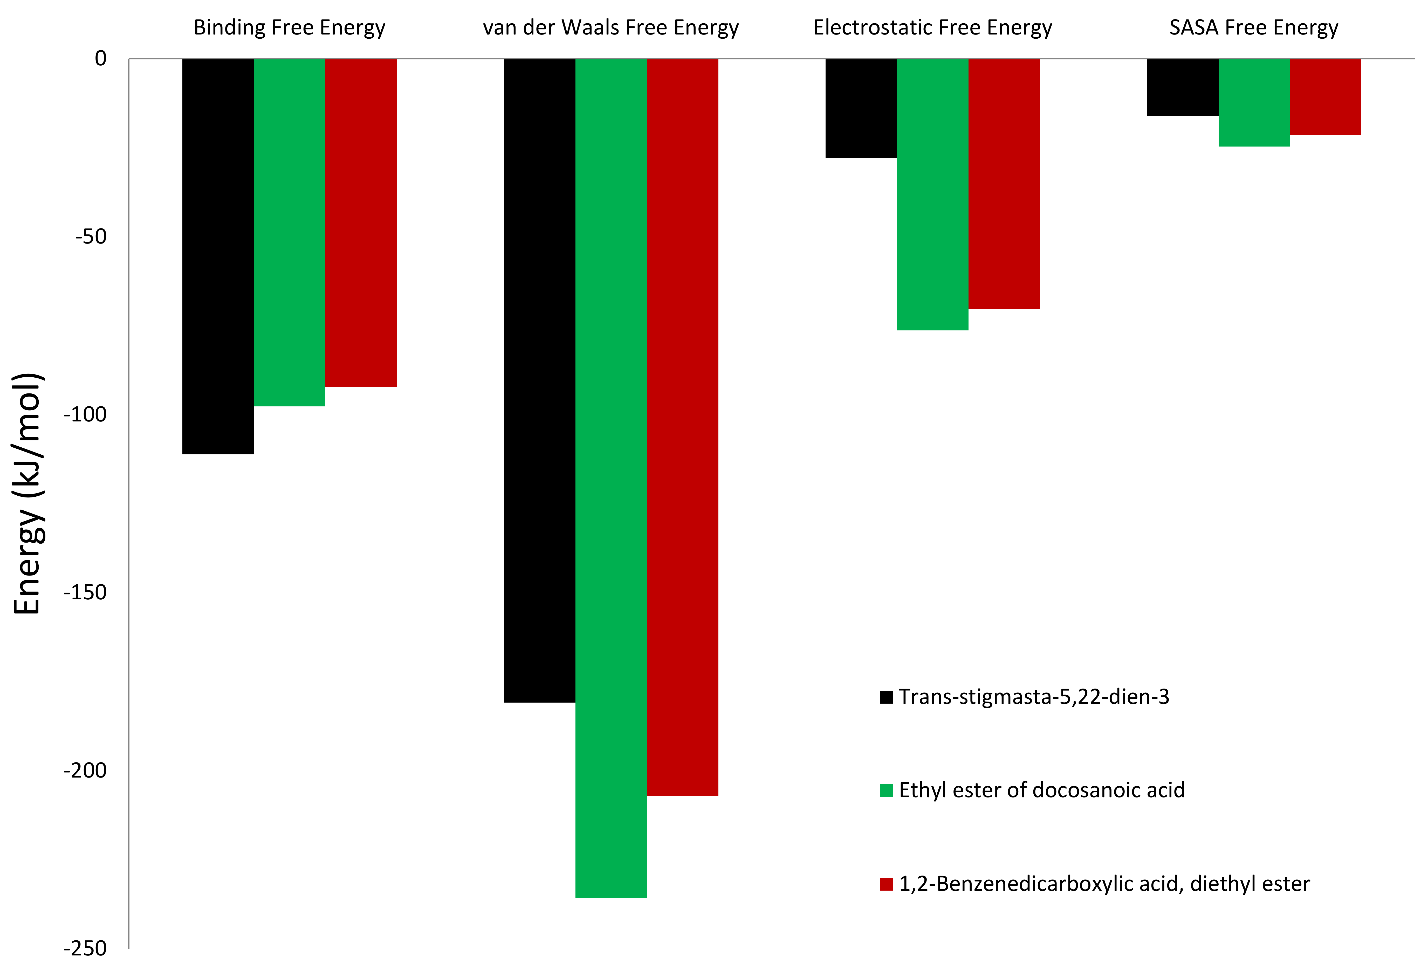 Binding Free Energy
van der Waals Free Energy
Electrostatic Free Energy
SASA Free Energy
0
-50
-100
-150
-200
-250
Energy (kJ/mol)
Trans-stigmasta-5,22-dien-3
Ethyl ester of docosanoic acid
1,2-Benzenedicarboxylic acid, diethyl ester